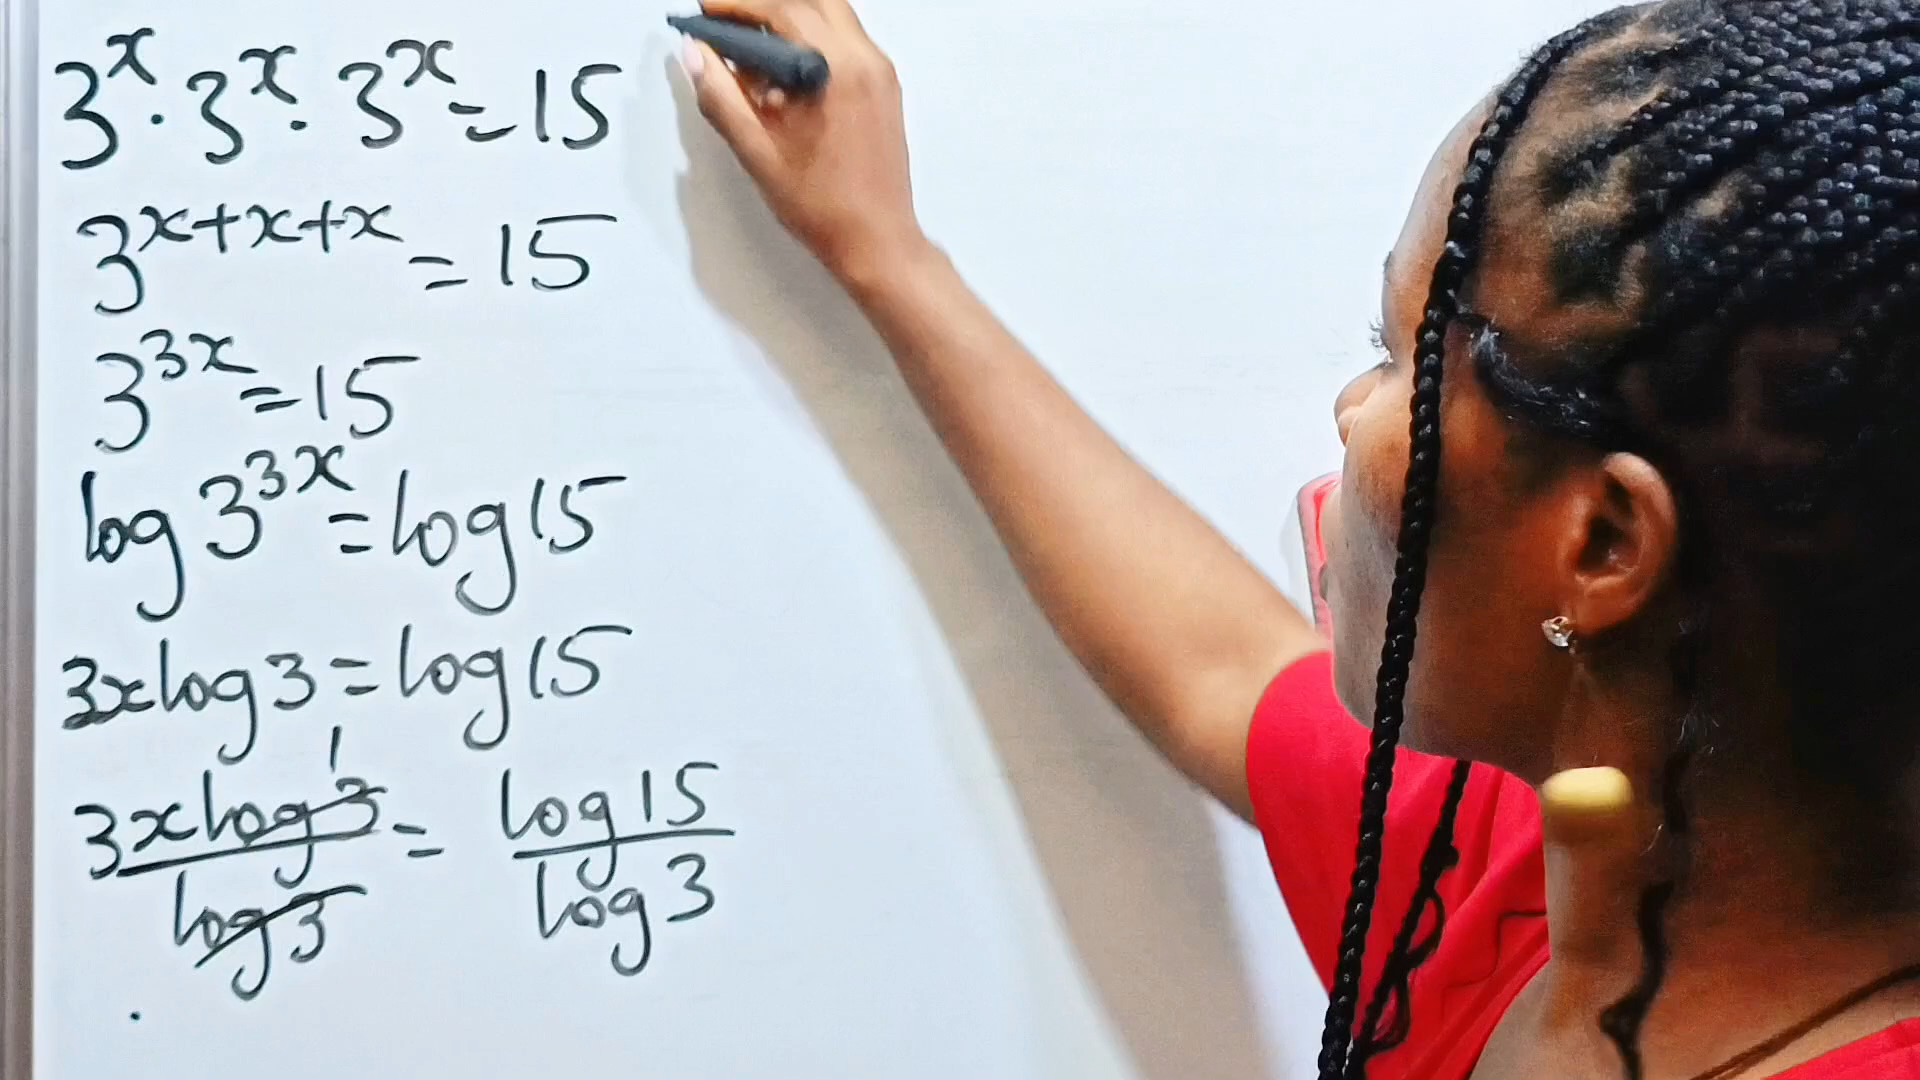 3^x · 3^x · 3^x = 15
3^{x+x+x} = 15
3^{3x} = 15
log 3^{3x} = log 15
3x log 3 = log 15
1
3x log 3 = log 15
log 3 log 3